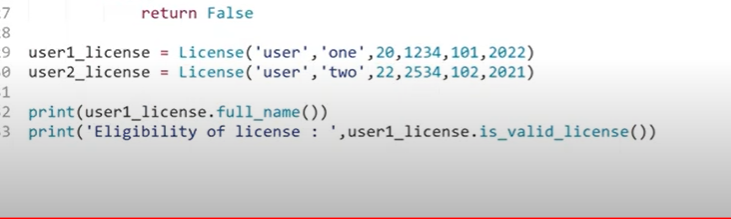 7 return False
8
9 user1_license = License('user','one',20,1234,101,2022)
0 user2_license = License('user','two',22,2534,102,2021)
1
2 print(user1_license.full_name())
3 print('Eligibility of license : ',user1_license.is_valid_license())